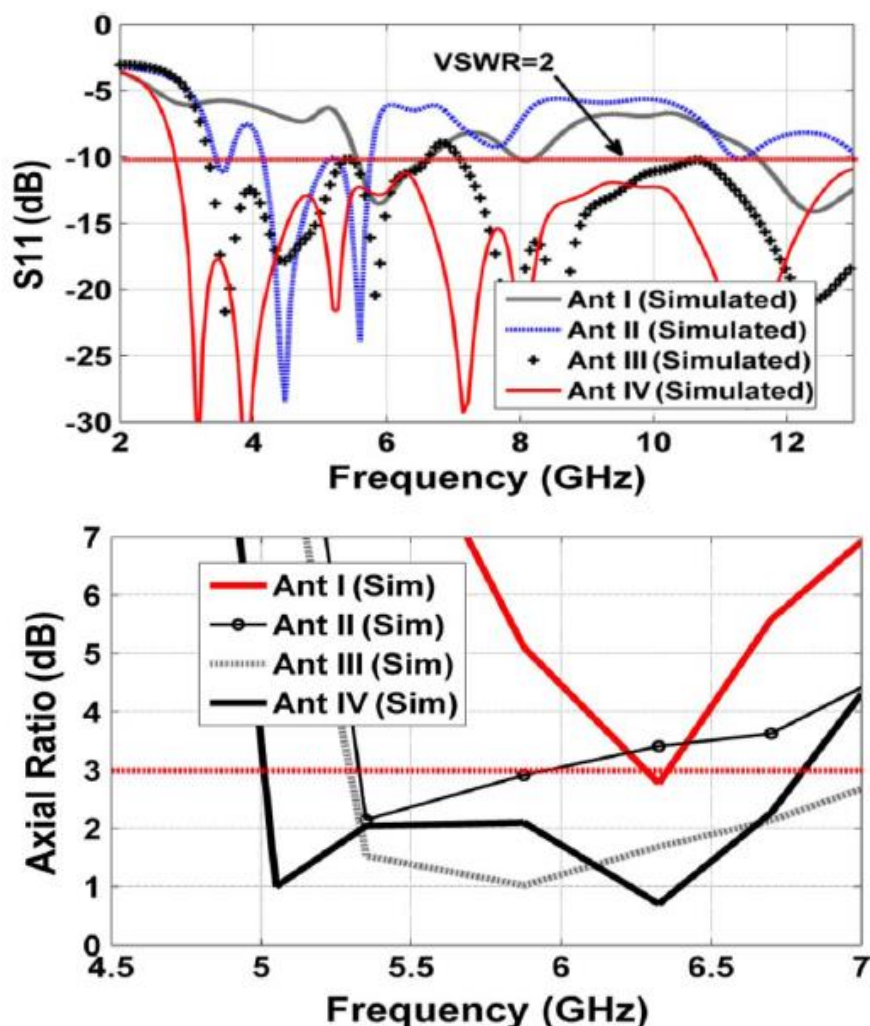 0
-5
-10
-15
-20
-25
-30
S11 (dB)
VSWR=2
Ant I (Simulated)
Ant II (Simulated)
Ant III (Simulated)
Ant IV (Simulated)
2 4 6 8 10 12
Frequency (GHz)
7
6
5
4
3
2
1
0
Axial Ratio (dB)
Ant I (Sim)
Ant II (Sim)
Ant III (Sim)
Ant IV (Sim)
4.5 5 5.5 6 6.5 7
Frequency (GHz)